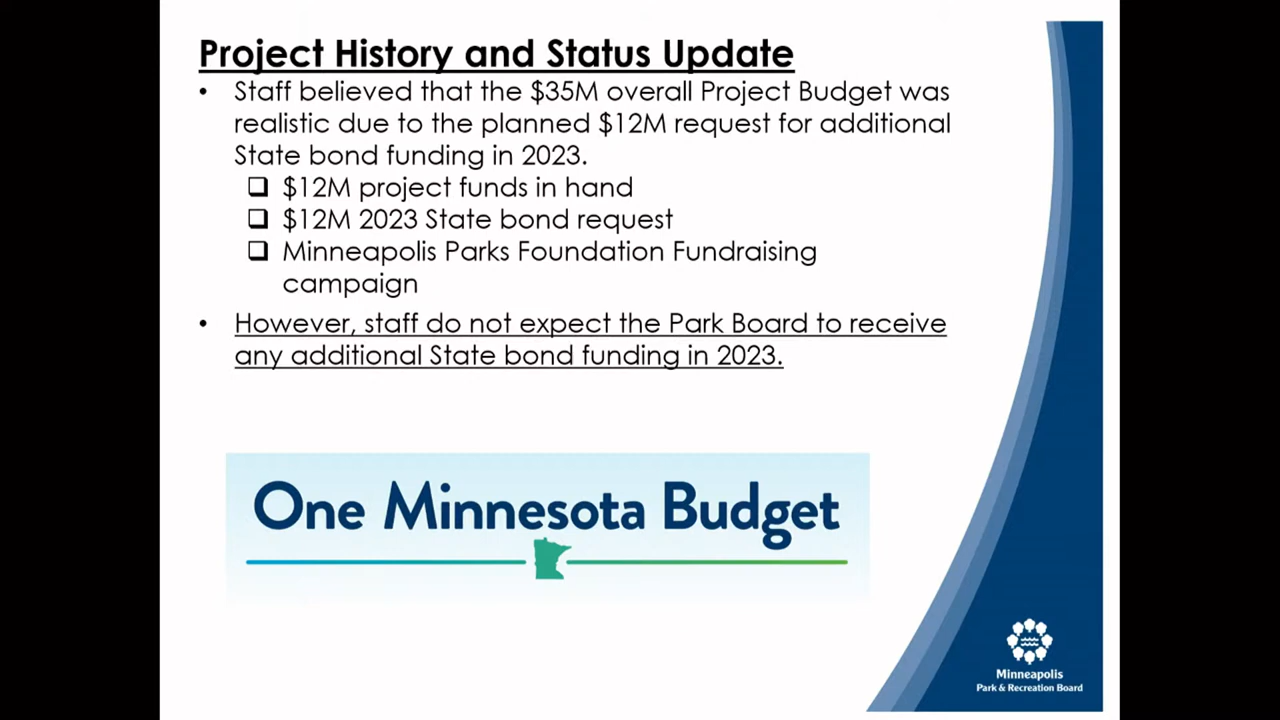 Project History and Status Update
• Staff believed that the $35M overall Project Budget was
realistic due to the planned $12M request for additional
State bond funding in 2023.
❑ $12M project funds in hand
❑ $12M 2023 State bond request
❑ Minneapolis Parks Foundation Fundraising
campaign
• However, staff do not expect the Park Board to receive
any additional State bond funding in 2023.
One Minnesota Budget
Minneapolis
Park & Recreation Board